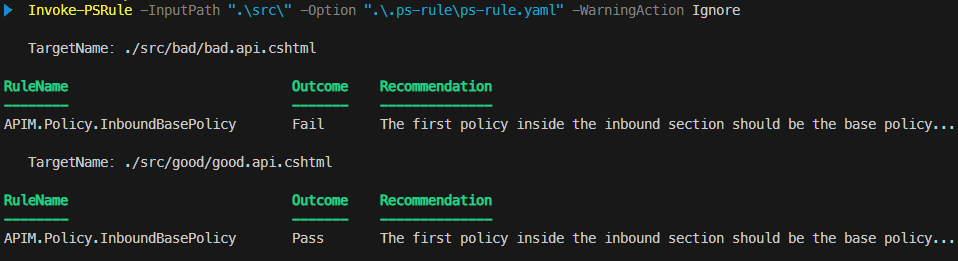 Invoke-PSRule -InputPath ".\src\" -Option ".\.ps-rule\ps-rule.yaml" -WarningAction Ignore
TargetName: ./src/bad/bad.api.cshtml
RuleName Outcome Recommendation
-------- ------- --------------
APIM.Policy.InboundBasePolicy Fail The first policy inside the inbound section should be the base policy...
TargetName: ./src/good/good.api.cshtml
RuleName Outcome Recommendation
-------- ------- --------------
APIM.Policy.InboundBasePolicy Pass The first policy inside the inbound section should be the base policy...